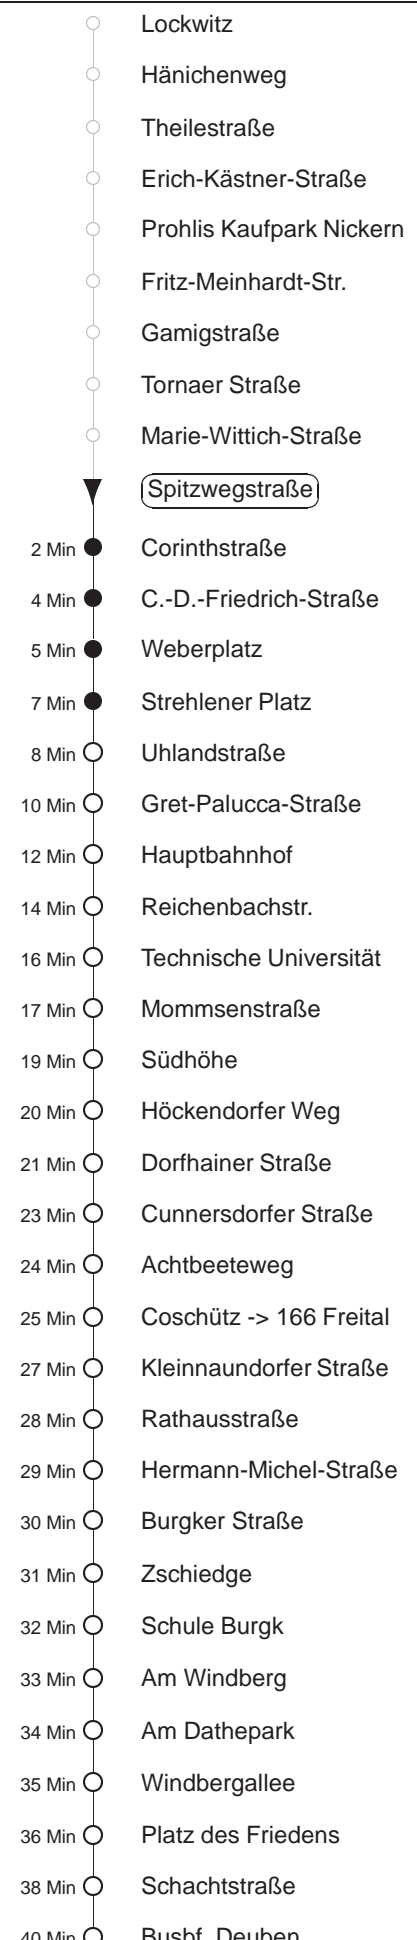 Lockwitz
Hänichenweg
Theilestraße
Erich-Kästner-Straße
Prohlis Kaufpark Nickern
Fritz-Meinhardt-Str.
Gamigstraße
Tornaer Straße
Marie-Wittich-Straße
Spitzwegstraße
2 Min Corinthstraße
4 Min C.-D.-Friedrich-Straße
5 Min Weberplatz
7 Min Strehlener Platz
8 Min Uhlandstraße
10 Min Gret-Palucca-Straße
12 Min Hauptbahnhof
14 Min Reichenbachstr.
16 Min Technische Universität
17 Min Mommsenstraße
19 Min Südhöhe
20 Min Höckendorfer Weg
21 Min Dorfhainer Straße
23 Min Cunnersdorfer Straße
24 Min Achtbeeteweg
25 Min Coschütz -> 166 Freital
27 Min Kleinnaundorfer Straße
28 Min Rathausstraße
29 Min Hermann-Michel-Straße
30 Min Burgker Straße
31 Min Zschiedge
32 Min Schule Burgk
33 Min Am Windberg
34 Min Am Dathepark
35 Min Windbergallee
36 Min Platz des Friedens
38 Min Schachtstraße
40 Min Busbf. Deuben